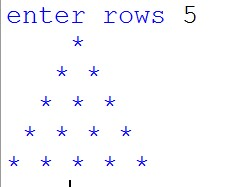 enter rows 5
    *
   * *
  * * *
 * * * *
* * * * *